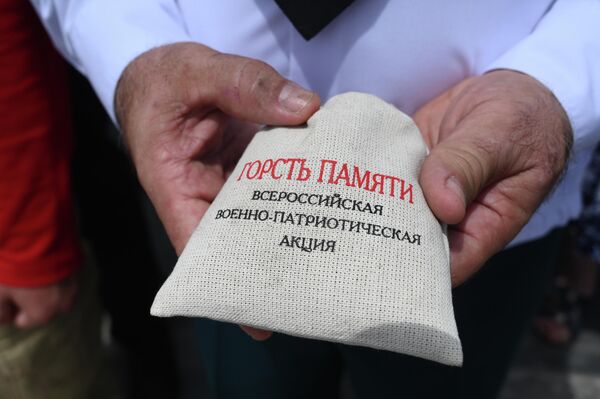 ГОРСТЬ ПАМЯТИ
ВСЕРОССИЙСКАЯ
ВОЕННО-ПАТРИОТИЧЕСКАЯ
АКЦИЯ